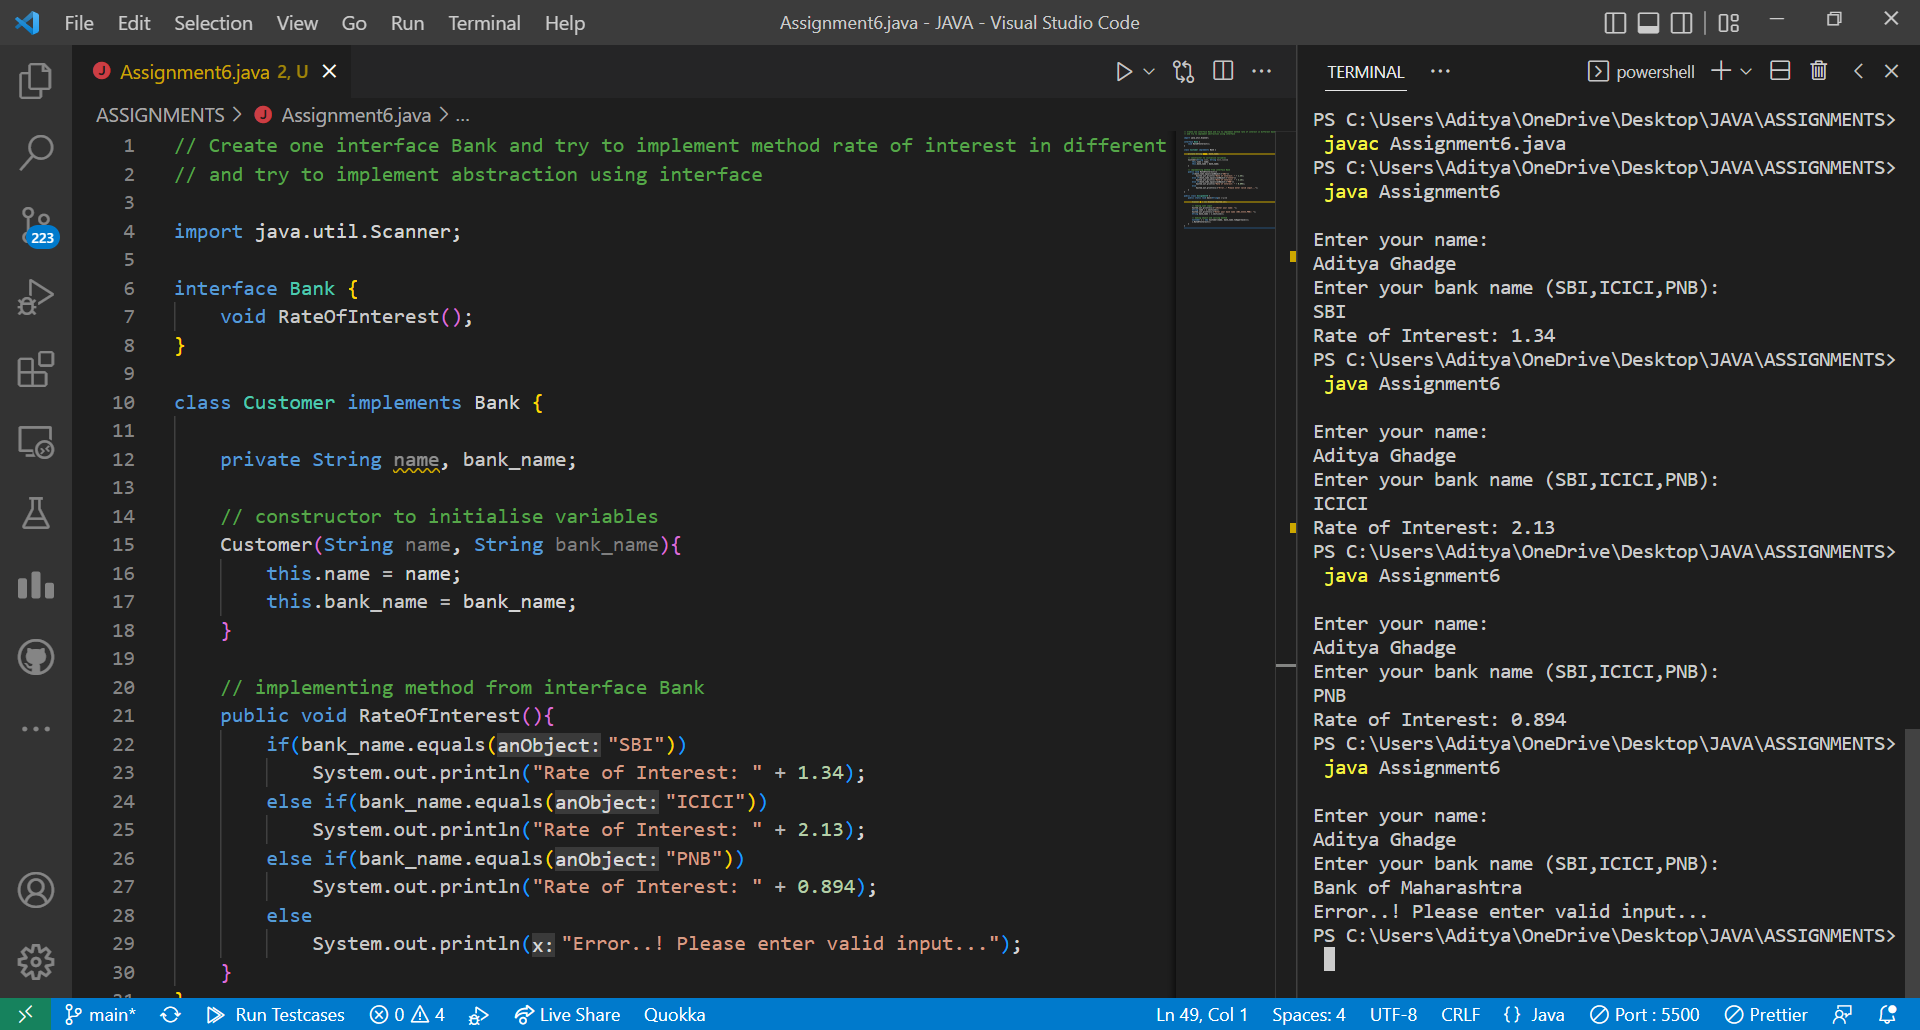 File Edit Selection View Go Run Terminal Help
Assignment6.java - JAVA - Visual Studio Code
J Assignment6.java 2, U
ASSIGNMENTS > J Assignment6.java > ...
1 // Create one interface Bank and try to implement method rate of interest in different
2 // and try to implement abstraction using interface
3
4 import java.util.Scanner;
5
6 interface Bank {
7 void RateOfInterest();
8 }
9
10 class Customer implements Bank {
11
12 private String name, bank_name;
13
14 // constructor to initialise variables
15 Customer(String name, String bank_name){
16 this.name = name;
17 this.bank_name = bank_name;
18 }
19
20 // implementing method from interface Bank
21 public void RateOfInterest(){
22 if(bank_name.equals(anObject: "SBI"))
23 System.out.println("Rate of Interest: " + 1.34);
24 else if(bank_name.equals(anObject: "ICICI"))
25 System.out.println("Rate of Interest: " + 2.13);
26 else if(bank_name.equals(anObject: "PNB"))
27 System.out.println("Rate of Interest: " + 0.894);
28 else
29 System.out.println(x: "Error..! Please enter valid input...");
30 }
223
TERMINAL ... powershell
PS C:\Users\Aditya\OneDrive\Desktop\JAVA\ASSIGNMENTS>
javac Assignment6.java
PS C:\Users\Aditya\OneDrive\Desktop\JAVA\ASSIGNMENTS>
java Assignment6
Enter your name:
Aditya Ghadge
Enter your bank name (SBI,ICICI,PNB):
SBI
Rate of Interest: 1.34
PS C:\Users\Aditya\OneDrive\Desktop\JAVA\ASSIGNMENTS>
java Assignment6
Enter your name:
Aditya Ghadge
Enter your bank name (SBI,ICICI,PNB):
ICICI
Rate of Interest: 2.13
PS C:\Users\Aditya\OneDrive\Desktop\JAVA\ASSIGNMENTS>
java Assignment6
Enter your name:
Aditya Ghadge
Enter your bank name (SBI,ICICI,PNB):
PNB
Rate of Interest: 0.894
PS C:\Users\Aditya\OneDrive\Desktop\JAVA\ASSIGNMENTS>
java Assignment6
Enter your name:
Aditya Ghadge
Enter your bank name (SBI,ICICI,PNB):
Bank of Maharashtra
Error..! Please enter valid input...
PS C:\Users\Aditya\OneDrive\Desktop\JAVA\ASSIGNMENTS>
main* Run Testcases 0 4 Live Share Quokka Ln 49, Col 1 Spaces: 4 UTF-8 CRLF {} Java Port : 5500 Prettier